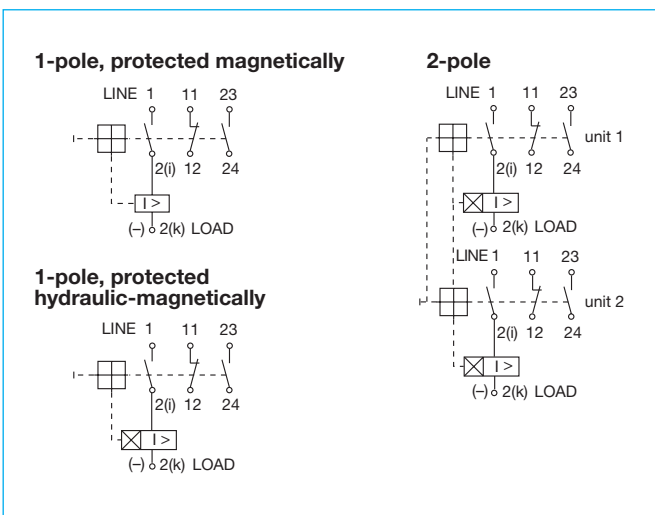 1-pole, protected magnetically
LINE 1 11 23
2(i) 12 24
I >
(–) 2(k) LOAD
1-pole, protected
hydraulic-magnetically
LINE 1 11 23
2(i) 12 24
I >
(–) 2(k) LOAD
2-pole
LINE 1 11 23
unit 1
2(i) 12 24
I >
(–) 2(k) LOAD
LINE 1 11 23
unit 2
2(i) 12 24
I >
(–) 2(k) LOAD